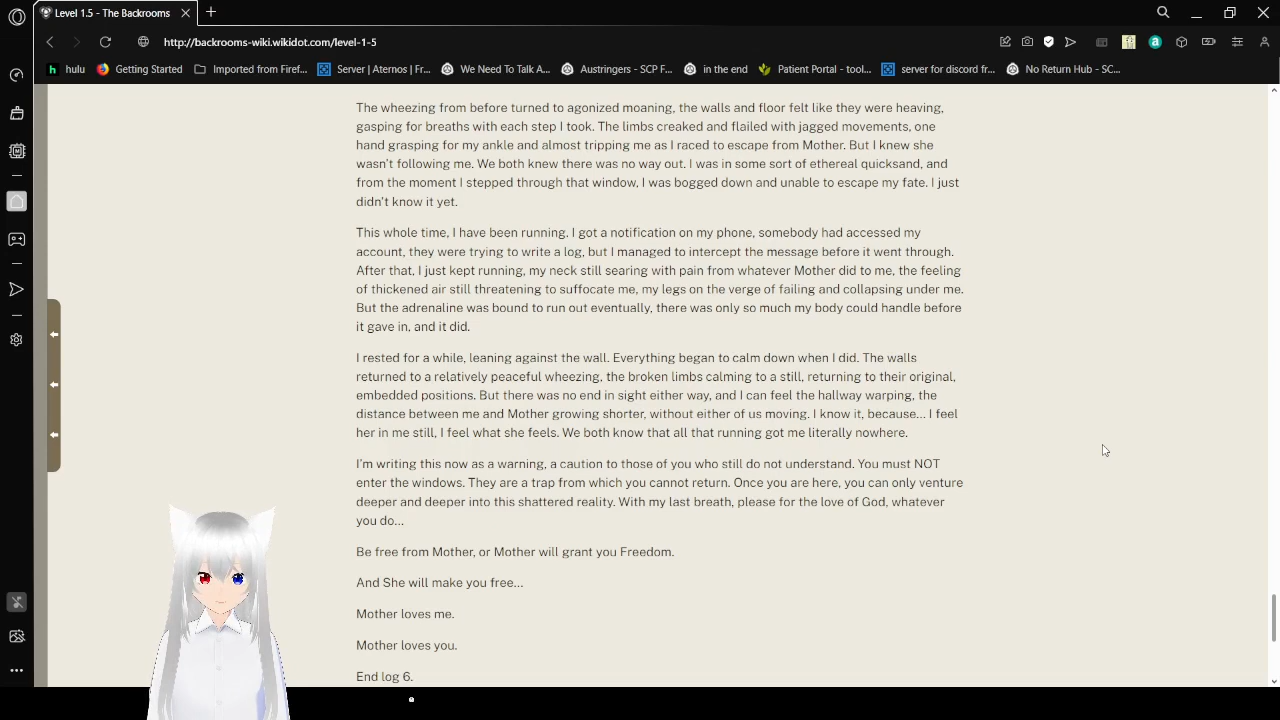 Level 1.5 - The Backrooms
http://backrooms-wiki.wikidot.com/level-1-5
hulu Getting Started Imported from Firef... Server | Aternos | Fr... We Need To Talk A... Austringers - SCP F... in the end Patient Portal - tool... server for discord fr... No Return Hub - SC...
The wheezing from before turned to agonized moaning, the walls and floor felt like they were heaving,
gasping for breaths with each step I took. The limbs creaked and flailed with jagged movements, one
hand grasping for my ankle and almost tripping me as I raced to escape from Mother. But I knew she
wasn't following me. We both knew there was no way out. I was in some sort of ethereal quicksand, and
from the moment I stepped through that window, I was bogged down and unable to escape my fate. I just
didn't know it yet.
This whole time, I have been running. I got a notification on my phone, somebody had accessed my
account, they were trying to write a log, but I managed to intercept the message before it went through.
After that, I just kept running, my neck still searing with pain from whatever Mother did to me, the feeling
of thickened air still threatening to suffocate me, my legs on the verge of failing and collapsing under me.
But the adrenaline was bound to run out eventually, there was only so much my body could handle before
it gave in, and it did.
I rested for a while, leaning against the wall. Everything began to calm down when I did. The walls
returned to a relatively peaceful wheezing, the broken limbs calming to a still, returning to their original,
embedded positions. But there was no end in sight either way, and I can feel the hallway warping, the
distance between me and Mother growing shorter, without either of us moving. I know it, because... I feel
her in me still, I feel what she feels. We both know that all that running got me literally nowhere.
I'm writing this now as a warning, a caution to those of you who still do not understand. You must NOT
enter the windows. They are a trap from which you cannot return. Once you are here, you can only venture
deeper and deeper into this shattered reality. With my last breath, please for the love of God, whatever
you do...
Be free from Mother, or Mother will grant you Freedom.
And She will make you free...
Mother loves me.
Mother loves you.
End log 6.